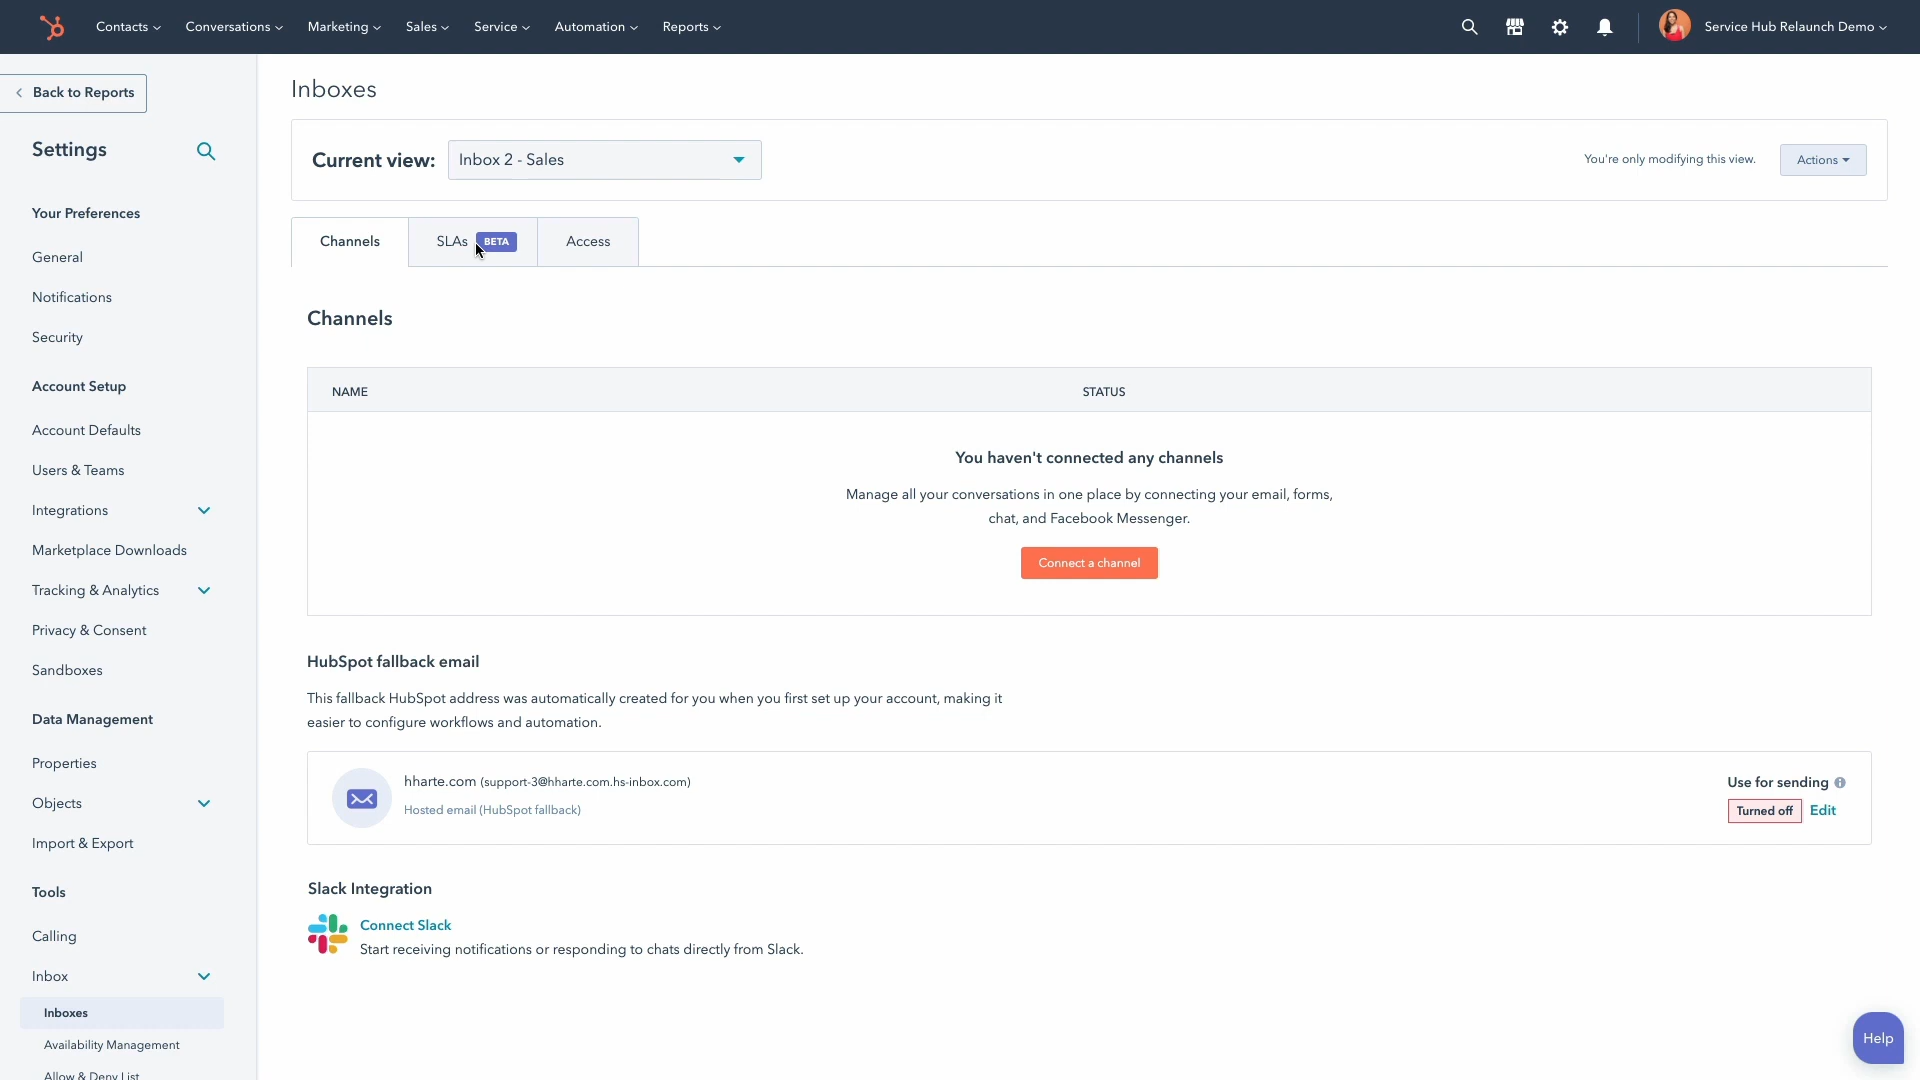 Contacts
Conversations
Marketing
Sales
Service
Automation
Reports
Service Hub Relaunch Demo
Back to Reports
Settings
Your Preferences
General
Notifications
Security
Account Setup
Account Defaults
Users & Teams
Integrations
Marketplace Downloads
Tracking & Analytics
Privacy & Consent
Sandboxes
Data Management
Properties
Objects
Import & Export
Tools
Calling
Inbox
Inboxes
Availability Management
Allow & Deny List
Inboxes
Current view:
Inbox 2 - Sales
You're only modifying this view.
Actions
Channels
SLAs BETA
Access
Channels
NAME
STATUS
You haven't connected any channels
Manage all your conversations in one place by connecting your email, forms,
chat, and Facebook Messenger.
Connect a channel
HubSpot fallback email
This fallback HubSpot address was automatically created for you when you first set up your account, making it
easier to configure workflows and automation.
hharte.com (support-3@hharte.com.hs-inbox.com)
Hosted email (HubSpot fallback)
Use for sending
Turned off Edit
Slack Integration
Connect Slack
Start receiving notifications or responding to chats directly from Slack.
Help